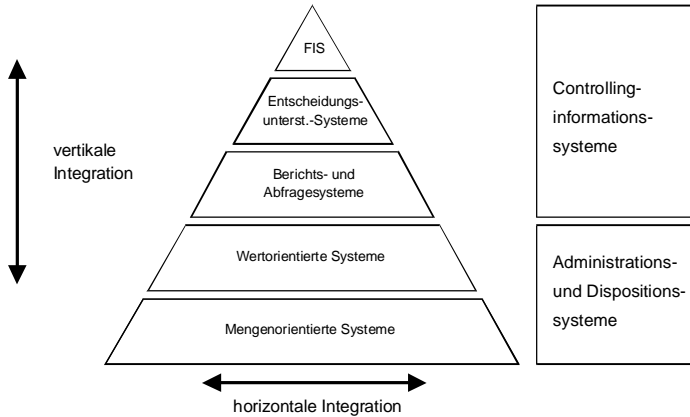 FIS
Entscheidungs-
unterst.-Systeme
Berichts- und
Abfragesysteme
Wertorientierte Systeme
Mengenorientierte Systeme
vertikale
Integration
horizontale Integration
Controlling-
informations-
systeme
Administrations-
und Dispositions-
systeme